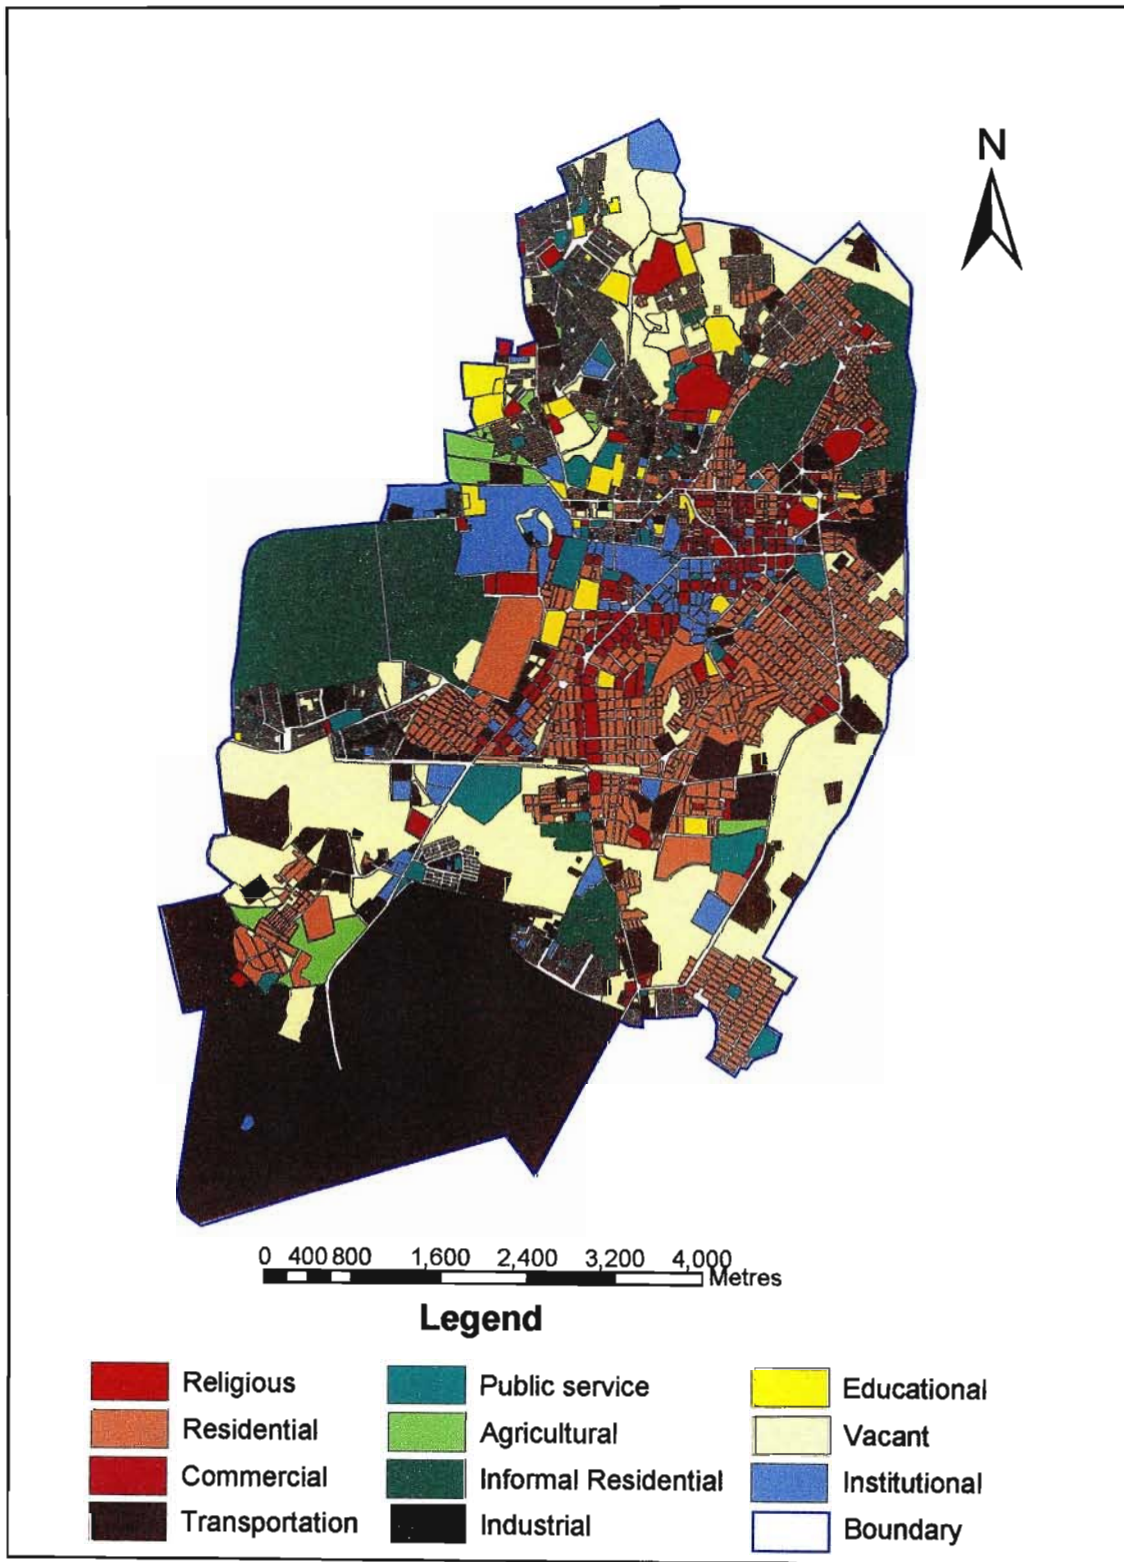 N
0 400 800 1,600 2,400 3,200 4,000
Metres
Legend
Religious
Residential
Commercial
Transportation
Public service
Agricultural
Informal Residential
Industrial
Educational
Vacant
Institutional
Boundary